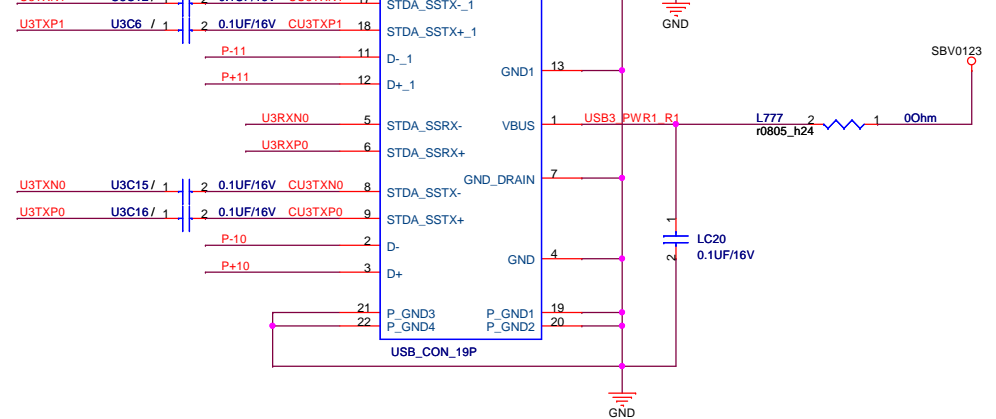 17 STDA_SSTX-_1
GND
U3TXP1 U3C6 / 1 2 0.1UF/16V CU3TXP1 18 STDA_SSTX+_1
P-11 11 D-_1
SBV0123
GND1 13
P+11 12 D+_1
U3RXN0 5 STDA_SSRX- VBUS 1 USB3_PWR1_R1 L777 2 1 0Ohm
r0805_h24
U3RXP0 6 STDA_SSRX+
GND_DRAIN 7
U3TXN0 U3C15 / 1 2 0.1UF/16V CU3TXN0 8 STDA_SSTX-
U3TXP0 U3C16 / 1 2 0.1UF/16V CU3TXP0 9 STDA_SSTX+
1
P-10 2 D- LC20
0.1UF/16V
2
GND 4
P+10 3 D+
21 P_GND3 P_GND1 19
22 P_GND4 P_GND2 20
USB_CON_19P
GND